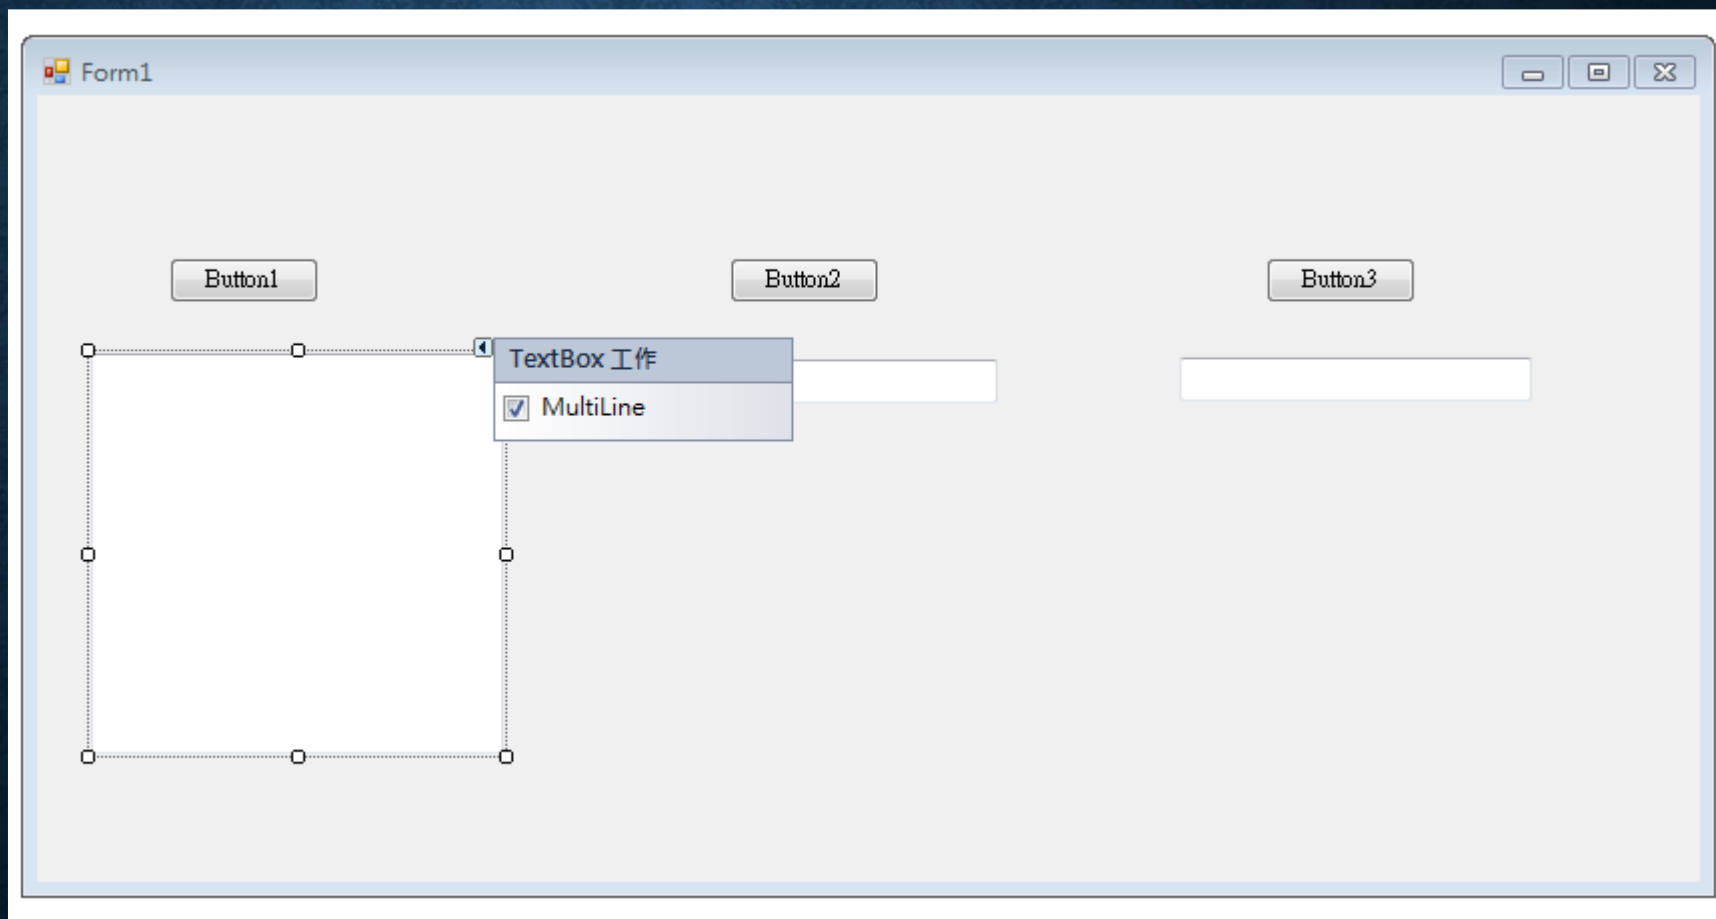 Form1
Button1
Button2
Button3
TextBox 工作
MultiLine